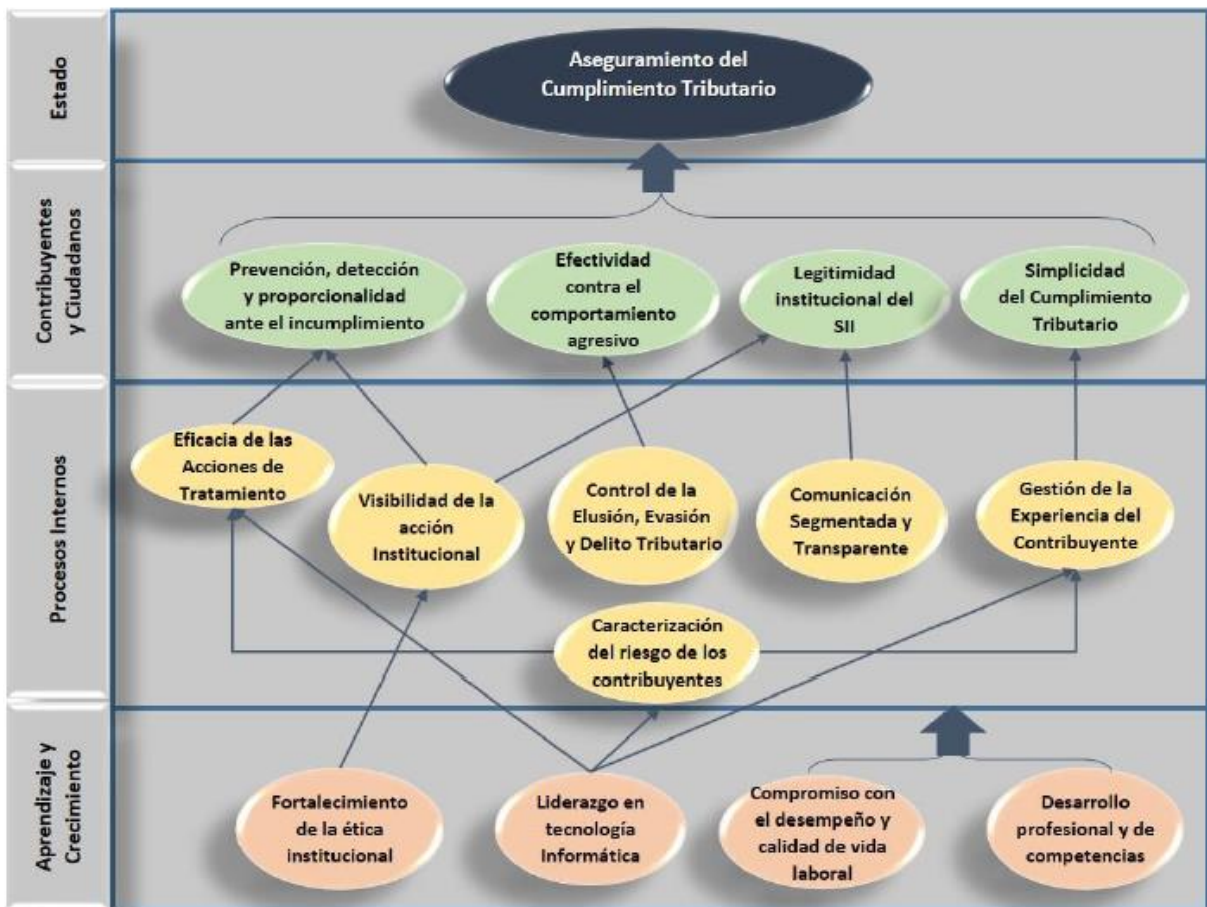 Estado
Aseguramiento del
Cumplimiento Tributario
Contribuyentes
y Ciudadanos
Prevención, detección
y proporcionalidad
ante el incumplimiento
Efectividad
contra el
comportamiento
agresivo
Legitimidad
institucional del
SII
Simplicidad
del Cumplimiento
Tributario
Procesos Internos
Eficacia de las
Acciones de
Tratamiento
Visibilidad de la
acción
Institucional
Control de la
Elusión, Evasión
y Delito Tributario
Comunicación
Segmentada y
Transparente
Gestión de la
Experiencia del
Contribuyente
Caracterización
del riesgo de los
contribuyentes
Aprendizaje y
Crecimiento
Fortalecimiento
de la ética
institucional
Liderazgo en
tecnología
Informática
Compromiso con
el desempeño y
calidad de vida
laboral
Desarrollo
profesional y de
competencias